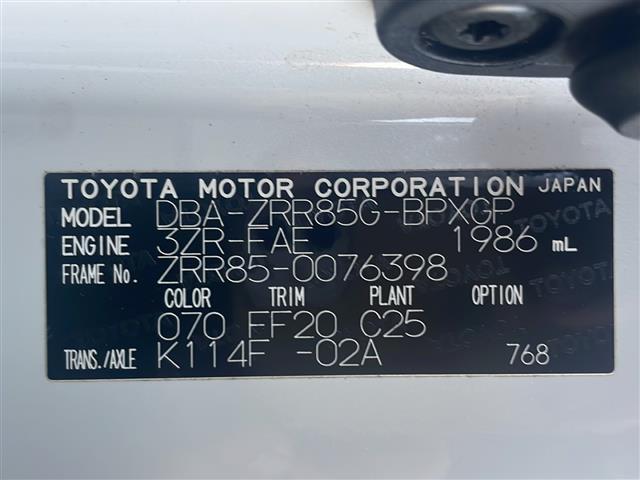 TOYOTA MOTOR CORPORATION JAPAN
MODEL DBA-ZRR85G-BPXGP
ENGINE 3ZR-FAE 1986 mL
FRAME No. ZRR85-0076398
COLOR TRIM PLANT OPTION
070 FF20 C25
TRANS./AXLE K114F -02A 768